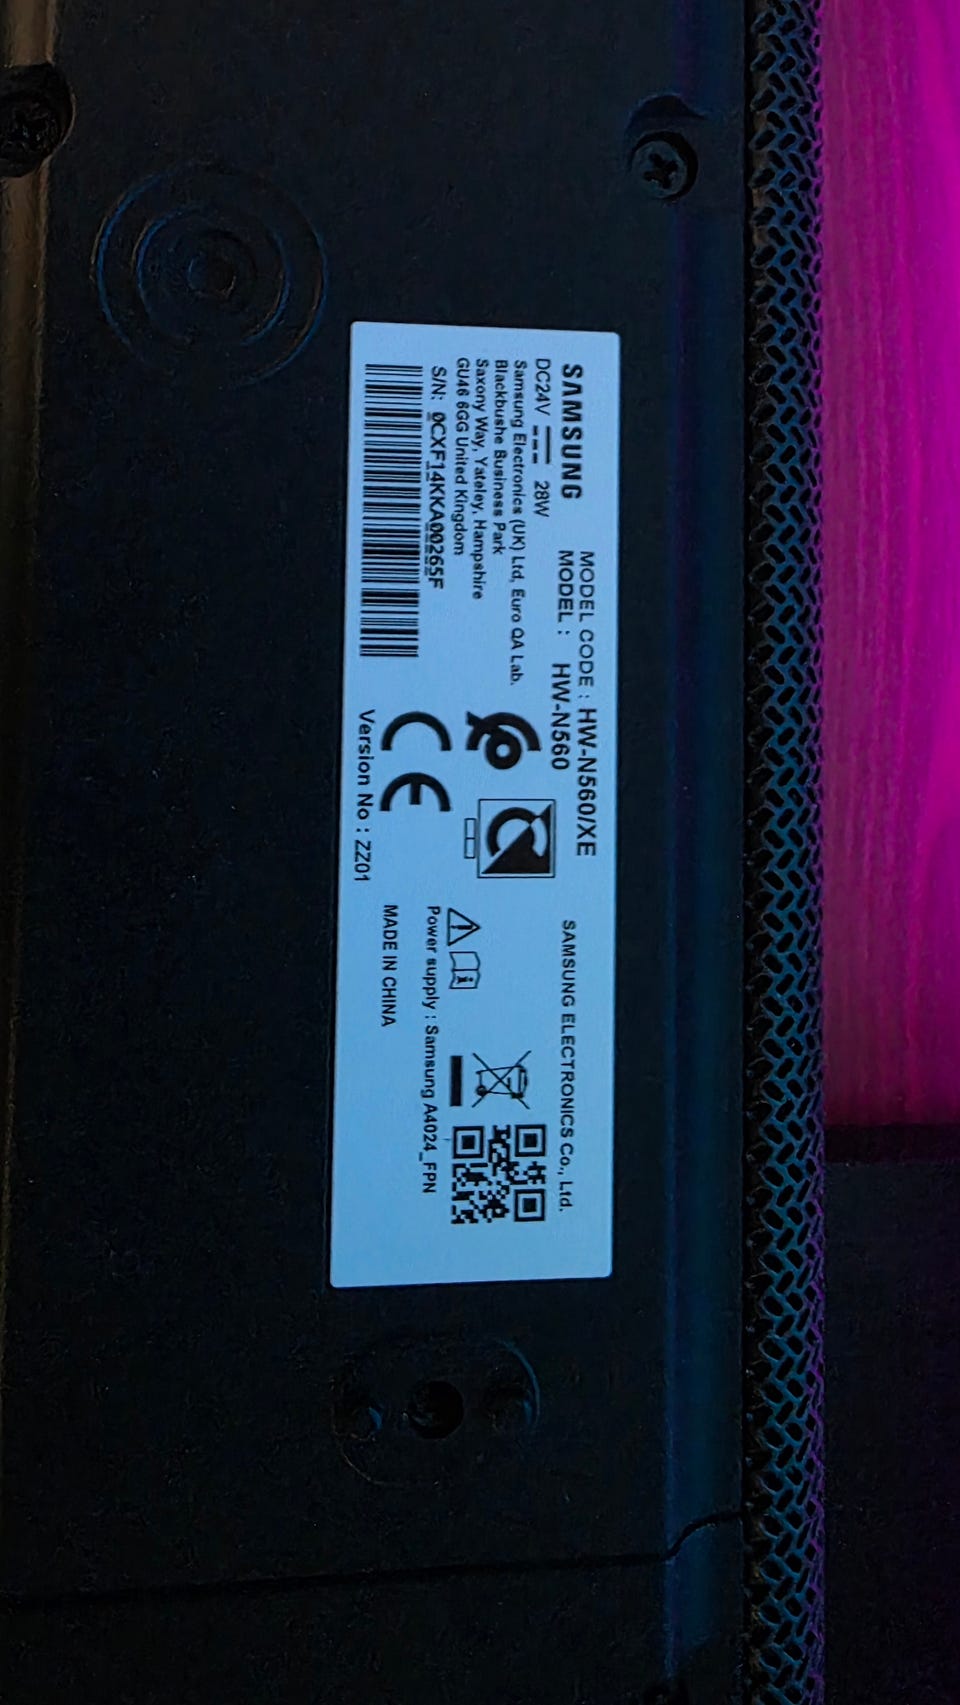 SAMSUNG
DC24V 28W
Samsung Electronics (UK) Ltd, Euro QA Lab.
Blackbushe Business Park
Saxony Way, Yateley, Hampshire
GU46 6GG United Kingdom
S/N: 0CXF14KKA00265F
MODEL CODE : HW-N560/XE
MODEL : HW-N560
CE
Version No : ZZ01
SAMSUNG ELECTRONICS Co., Ltd.
Power supply : Samsung A4024_FPN
MADE IN CHINA